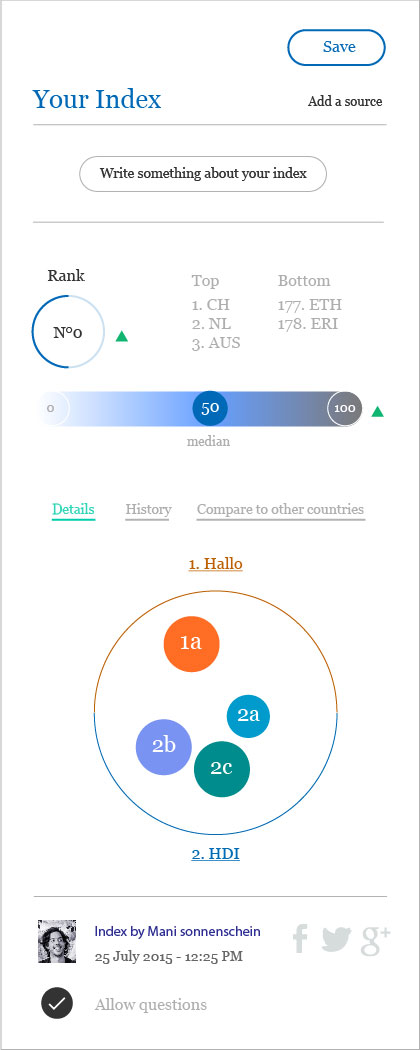 Save
Your Index
Add a source
Write something about your index
Rank
Nº0
Top
1. CH
2. NL
3. AUS
Bottom
177. ETH
178. ERI
0
50
100
median
Details
History
Compare to other countries
1. Hallo
1a
2a
2b
2c
2. HDI
Index by Mani sonnenschein
25 July 2015 - 12:25 PM
f
g+
Allow questions